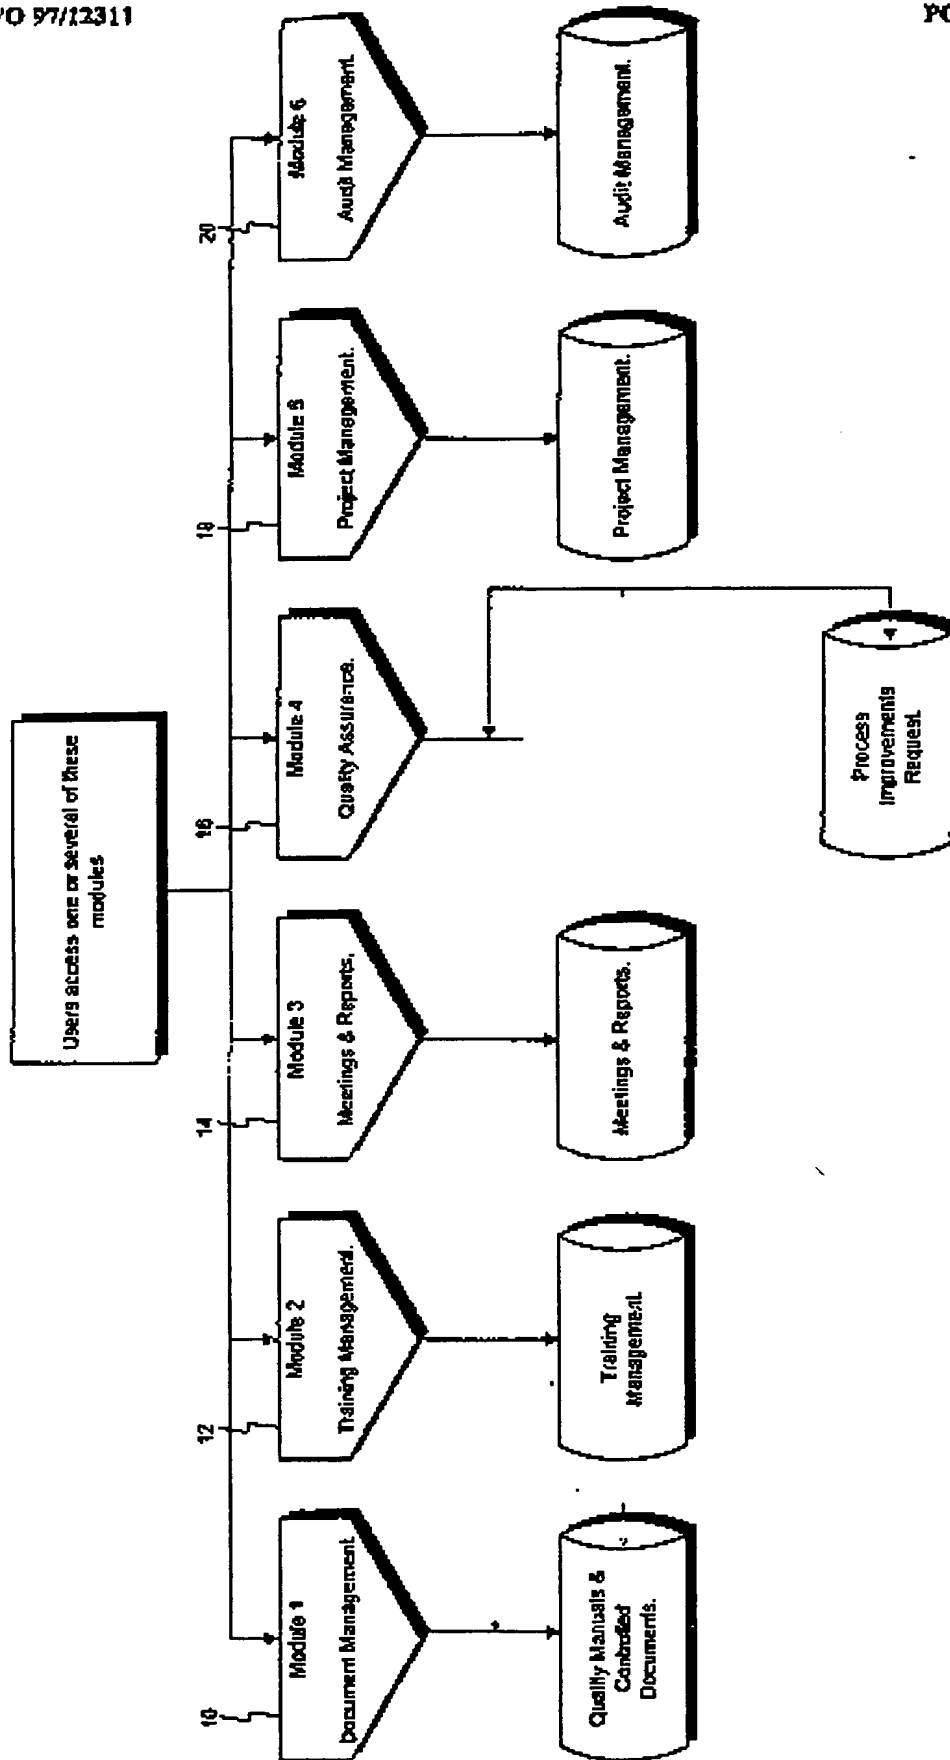 97/12311
Users access one or several of these
modules
10
Module 1
Document Management.
12
Module 2
Training Management.
14
Module 3
Meetings & Reports.
16
Module 4
Quality Assurance.
18
Module 5
Project Management.
20
Module 6
Audit Management.
Quality Manuals &
Controlled
Documents.
Training
Management.
Meetings & Reports.
Process
Improvements
Request.
Project Management.
Audit Management.